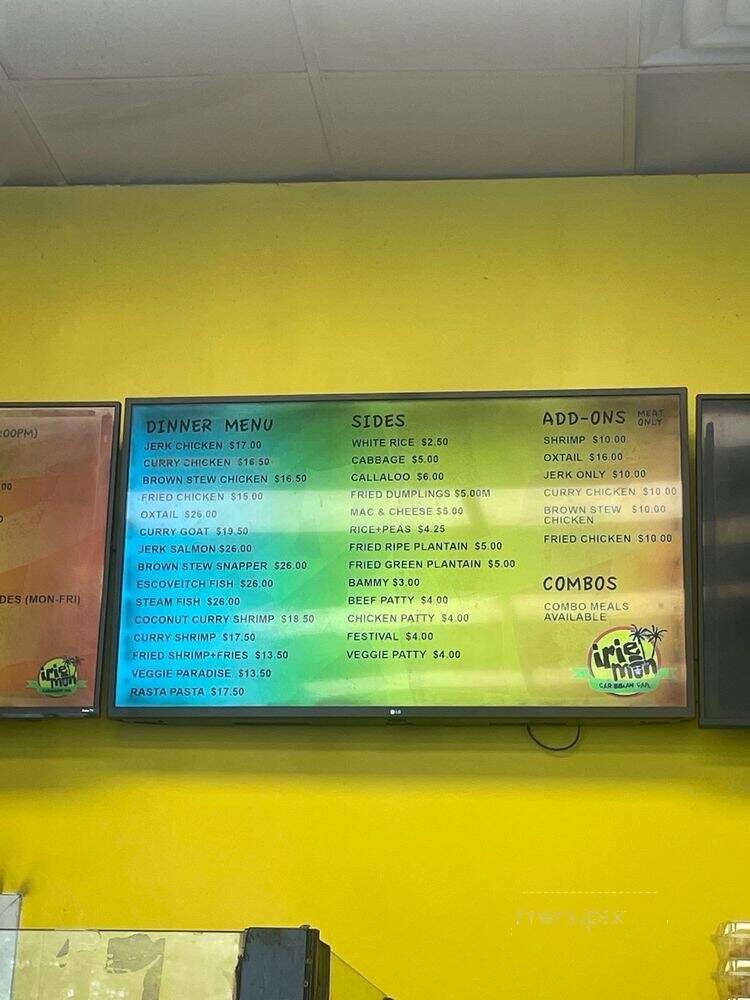 :00PM)
00
DES (MON-FRI)
irie
mon
DINNER MENU
JERK CHICKEN $17.00
CURRY CHICKEN $16.50
BROWN STEW CHICKEN $16.50
FRIED CHICKEN $15.00
OXTAIL $26.00
CURRY GOAT $19.50
JERK SALMON $26.00
BROWN STEW SNAPPER $26.00
ESCOVEITCH FISH $26.00
STEAM FISH $26.00
COCONUT CURRY SHRIMP $18.50
CURRY SHRIMP $17.50
FRIED SHRIMP+FRIES $13.50
VEGGIE PARADISE $13.50
RASTA PASTA $17.50
SIDES
WHITE RICE $2.50
CABBAGE $5.00
CALLALOO $6.00
FRIED DUMPLINGS $5.00M
MAC & CHEESE $5.00
RICE+PEAS $4.25
FRIED RIPE PLANTAIN $5.00
FRIED GREEN PLANTAIN $5.00
BAMMY $3.00
BEEF PATTY $4.00
CHICKEN PATTY $4.00
FESTIVAL $4.00
VEGGIE PATTY $4.00
ADD-ONS MEAT
ONLY
SHRIMP $10.00
OXTAIL $16.00
JERK ONLY $10.00
CURRY CHICKEN $10.00
BROWN STEW $10.00
CHICKEN
FRIED CHICKEN $10.00
COMBOS
COMBO MEALS
AVAILABLE
irie
mon
CARIBBEAN
LG
menupix